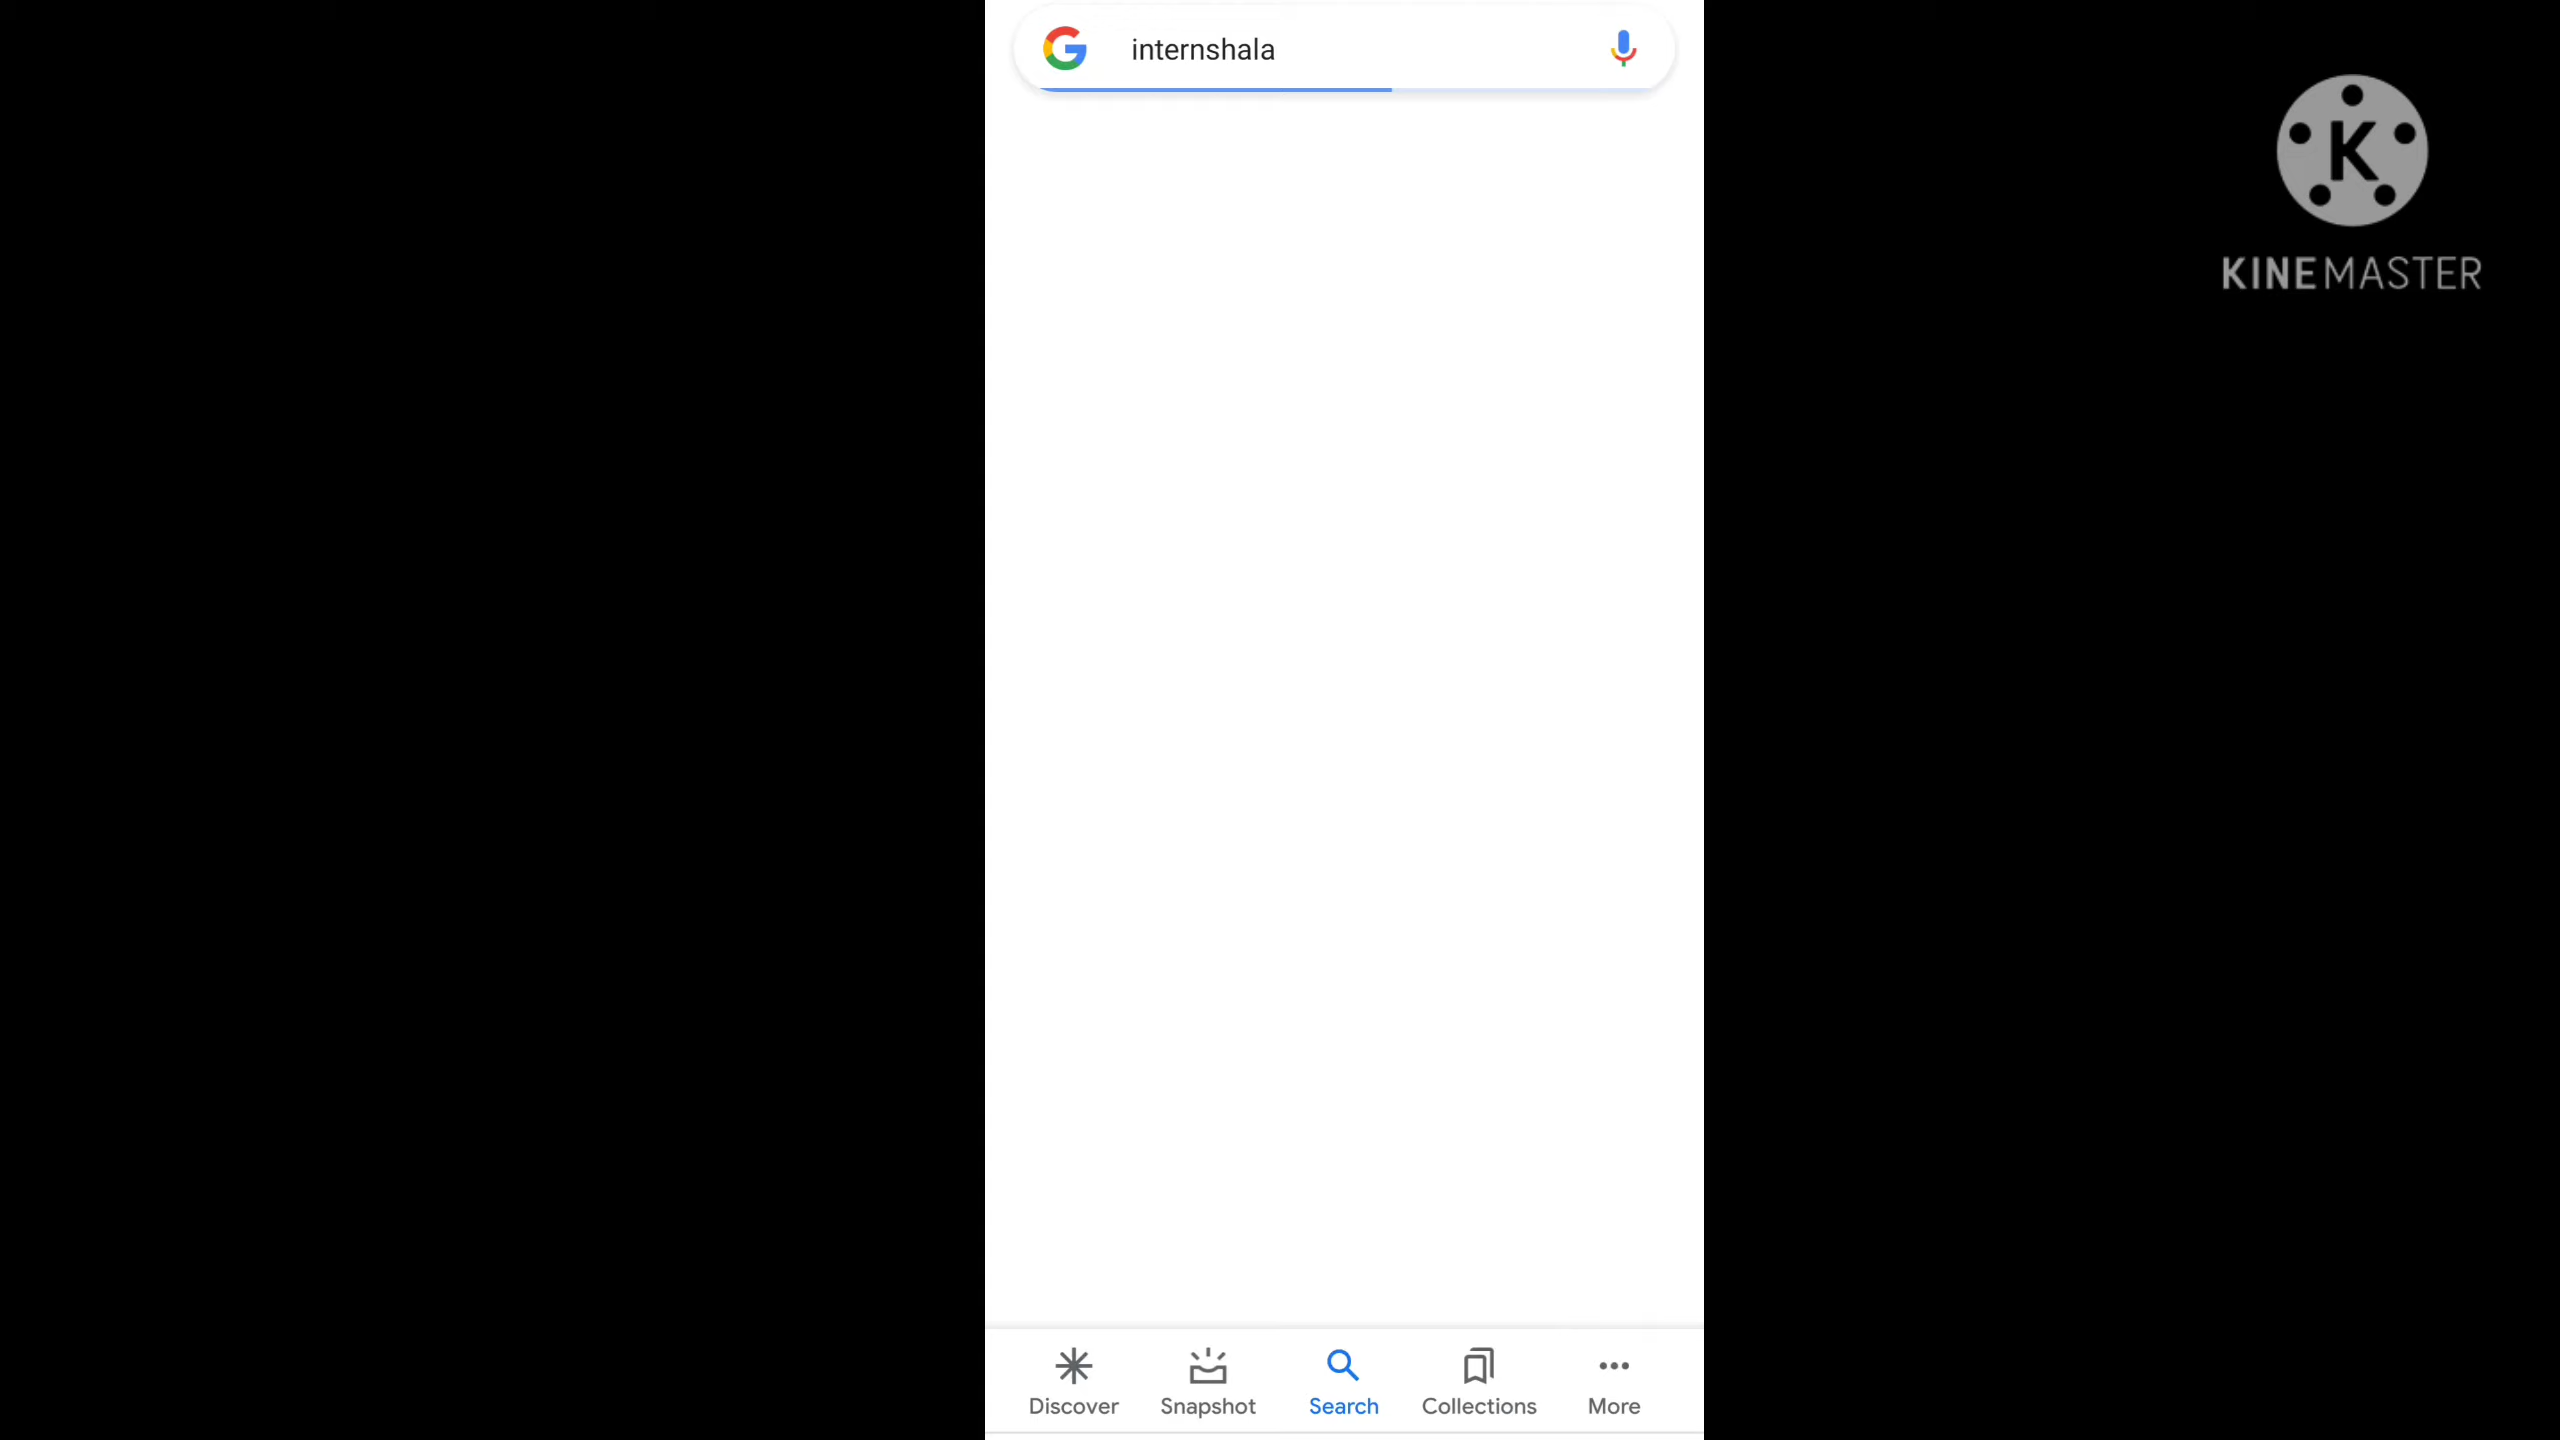 internshala
K
KINEMASTER
Discover
Snapshot
Search
Collections
More